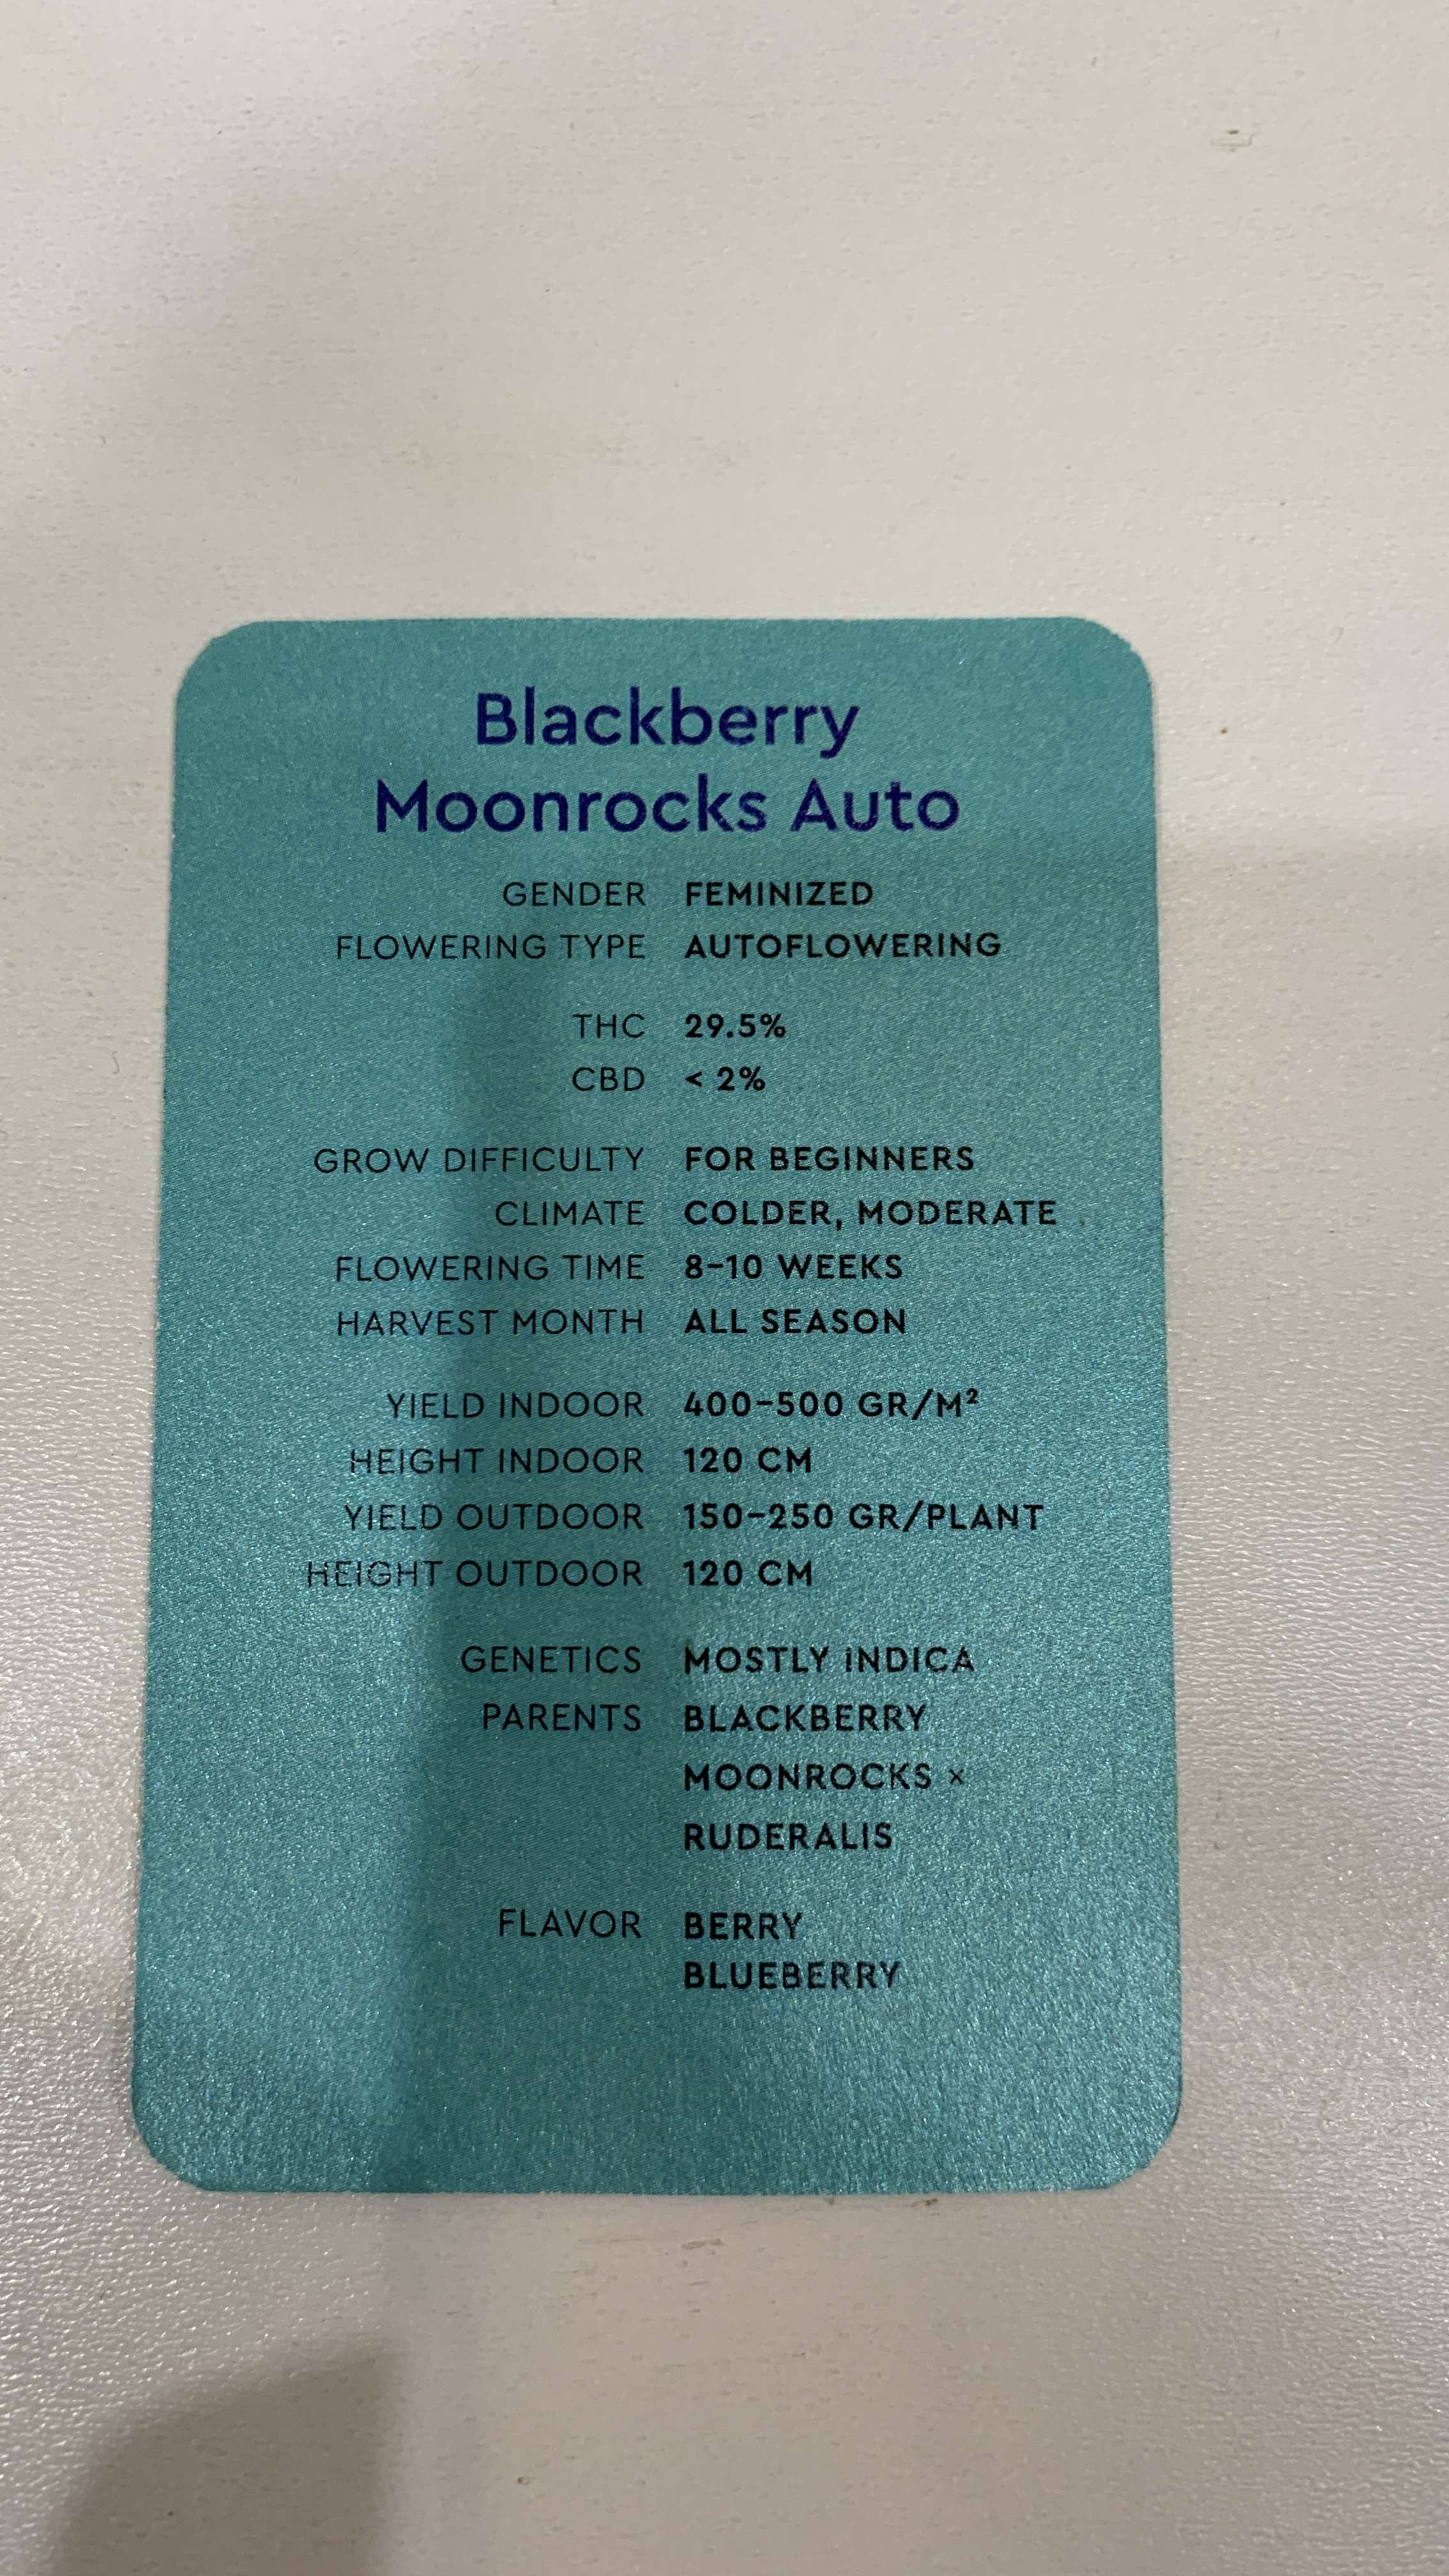 Blackberry
Moonrocks Auto
GENDER FEMINIZED
FLOWERING TYPE AUTOFLOWERING
THC 29.5%
CBD < 2%
GROW DIFFICULTY FOR BEGINNERS
CLIMATE COLDER, MODERATE
FLOWERING TIME 8-10 WEEKS
HARVEST MONTH ALL SEASON
YIELD INDOOR 400-500 GR/M²
HEIGHT INDOOR 120 CM
YIELD OUTDOOR 150-250 GR/PLANT
HEIGHT OUTDOOR 120 CM
GENETICS MOSTLY INDICA
PARENTS BLACKBERRY
MOONROCKS ×
RUDERALIS
FLAVOR BERRY
BLUEBERRY